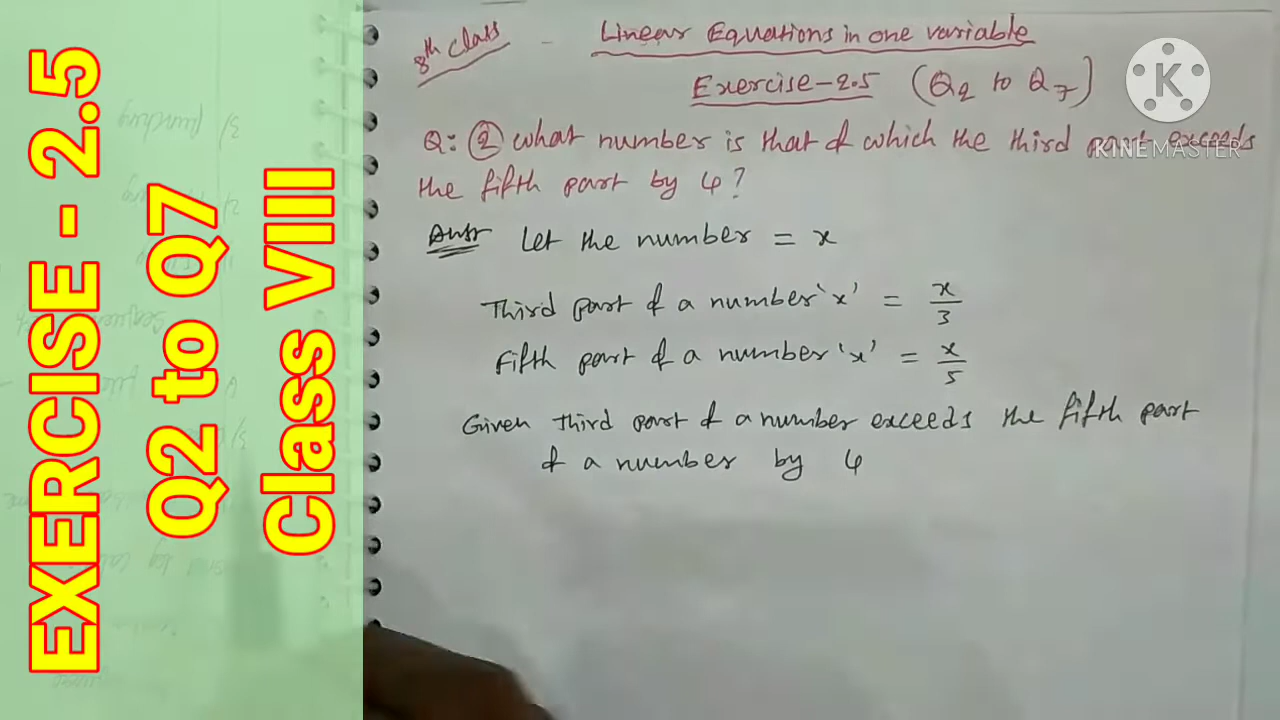 EXERCISE - 2.5
Q2 to Q7
Class VIII
8th class - Linear Equations in one variable
Exercise-2.5 (Q2 to Q7)
K
KINEMASTER
Q: ② what number is that of which the third part exceeds
the fifth part by 4?
Ans: Let the number = x
Third part of a number 'x' = x/3
Fifth part of a number 'x' = x/5
Given Third part of a number exceeds the fifth part
of a number by 4